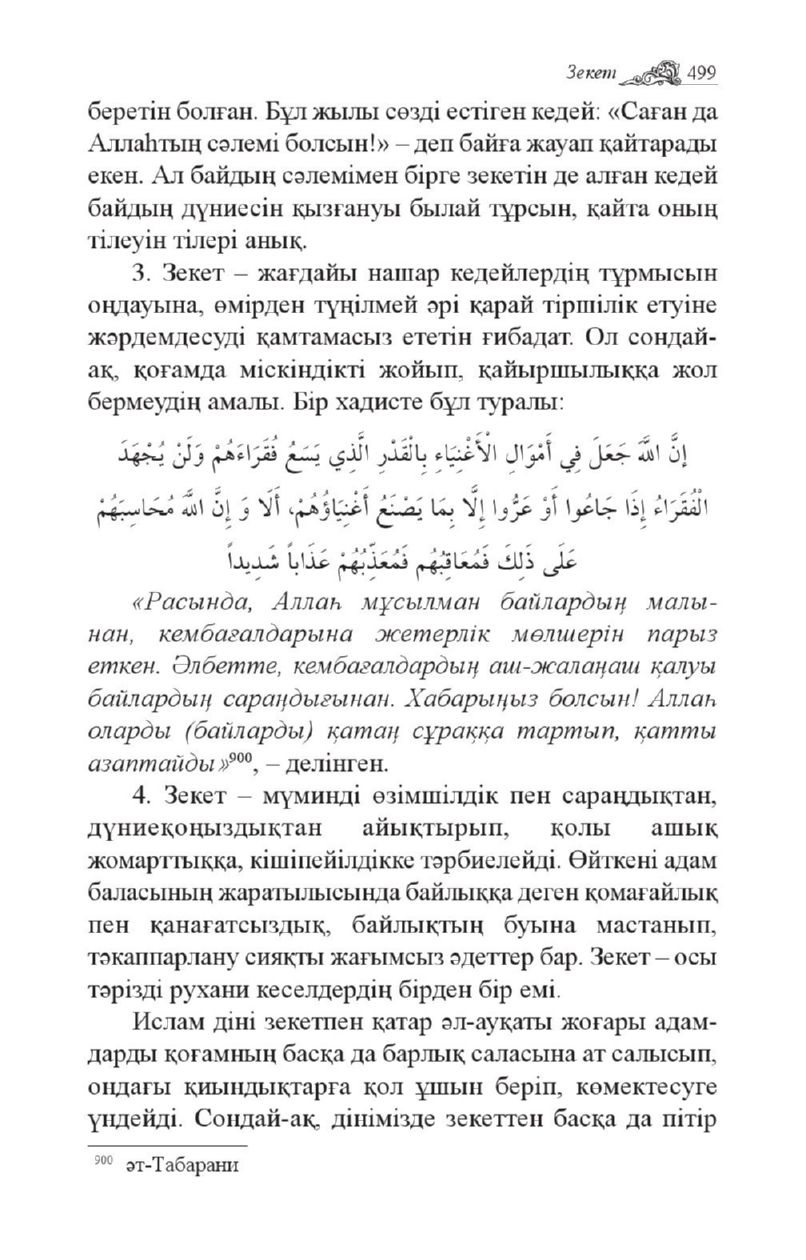 Зекет 499
беретін болған. Бұл жылы сөзді естіген кедей: «Саған да
Аллаһтың сәлемі болсын!» – деп байға жауап қайтарады
екен. Ал байдың сәлемімен бірге зекетін де алған кедей
байдың дүниесін қызғануы былай тұрсын, қайта оның
тілеуін тілері анық.
3. Зекет – жағдайы нашар кедейлердің тұрмысын
оңдауына, өмірден түңілмей әрі қарай тіршілік етуіне
жәрдемдесуді қамтамасыз ететін ғибадат. Ол сондай-
ақ, қоғамда міскіндікті жойып, қайыршылыққа жол
бермеудің амалы. Бір хадисте бұл туралы:
إِنَّ اللهَ جَعَلَ فِي أَمْوَالِ الْأَغْنِيَاءِ بِالْقَدْرِ الَّذِي يَسَعُ فُقَرَاءَهُمْ وَلَنْ يُجْهَدَ
الْفُقَرَاءُ إِذَا جَاعُوا أَوْ عَرُّوا إِلَّا بِمَا يَصْنَعُ أَغْنِيَاؤُهُمْ، أَلَا وَ إِنَّ اللهَ مُحَاسِبَهُمْ
عَلَى ذَلِكَ فَمُعَاقِبُهُم فَمُعَذِّبُهُمْ عَذَاباً شَدِيداً
«Расында, Аллаһ мұсылман байлардың малы-
нан, кембағалдарына жетерлік мөлшерін парыз
еткен. Әлбетте, кембағалдардың аш-жалаңаш қалуы
байлардың сараңдығынан. Хабарыңыз болсын! Аллаһ
оларды (байларды) қатаң сұраққа тартып, қатты
азаптайды»⁹⁰⁰, – делінген.
4. Зекет – мүминді өзімшілдік пен сараңдықтан,
дүниеқоңыздықтан айықтырып, қолы ашық
жомарттыққа, кішіпейілдікке тәрбиелейді. Өйткені адам
баласының жаратылысында байлыққа деген қомағайлық
пен қанағатсыздық, байлықтың буына мастанып,
тәкаппарлану сияқты жағымсыз әдеттер бар. Зекет – осы
тәрізді рухани кеселдердің бірден бір емі.
Ислам діні зекетпен қатар әл-ауқаты жоғары адам-
дарды қоғамның басқа да барлық саласына ат салысып,
ондағы қиындықтарға қол ұшын беріп, көмектесуге
үндейді. Сондай-ақ, дінімізде зекеттен басқа да пітір
⁹⁰⁰ әт-Табарани